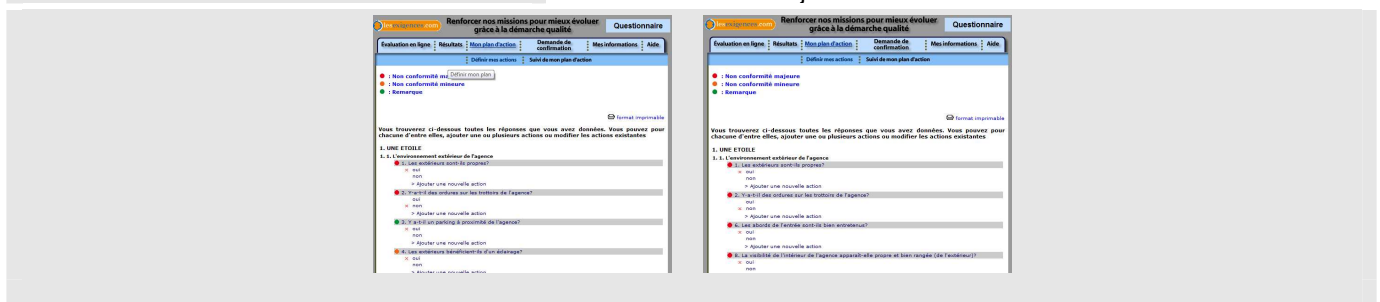 lesexigences.com
Renforcer nos missions pour mieux évoluer
grâce à la démarche qualité
Questionnaire
Evaluation en ligne Résultats Mon plan d'action Demande de confirmation Mes informations Aide
Définir mes actions Suivi de mon plan d'action
Définir mon plan
: Non conformité
: Non conformité mineure
: Remarque
format imprimable
Vous trouverez ci-dessous toutes les réponses que vous avez données. Vous pouvez pour
chacune d'entre elles, ajouter une ou plusieurs actions ou modifier les actions existantes
1. UNE ETOILE
1. 1. L'environnement extérieur de l'agence
1. Les extérieurs sont-ils propres?
oui
non
> Ajouter une nouvelle action
2. Y-a-t-il des ordures sur les trottoirs de l'agence?
oui
non
> Ajouter une nouvelle action
3. Y a-t-il un parking à proximité de l'agence?
oui
non
> Ajouter une nouvelle action
4. Les extérieurs bénéficient-ils d'un éclairage?
oui
non
> Ajouter une nouvelle action
lesexigences.com
Renforcer nos missions pour mieux évoluer
grâce à la démarche qualité
Questionnaire
Evaluation en ligne Résultats Mon plan d'action Demande de confirmation Mes informations Aide
Définir mes actions Suivi de mon plan d'action
: Non conformité majeure
: Non conformité mineure
: Remarque
format imprimable
Vous trouverez ci-dessous toutes les réponses que vous avez données. Vous pouvez pour
chacune d'entre elles, ajouter une ou plusieurs actions ou modifier les actions existantes
1. UNE ETOILE
1. 1. L'environnement extérieur de l'agence
1. Les extérieurs sont-ils propres?
oui
non
> Ajouter une nouvelle action
2. Y-a-t-il des ordures sur les trottoirs de l'agence?
oui
non
> Ajouter une nouvelle action
6. Les abords de l'entrée sont-ils bien entretenus?
oui
non
> Ajouter une nouvelle action
8. La visibilité de l'intérieur de l'agence apparaît-elle propre et bien rangée (de l'extérieur)?
oui
non